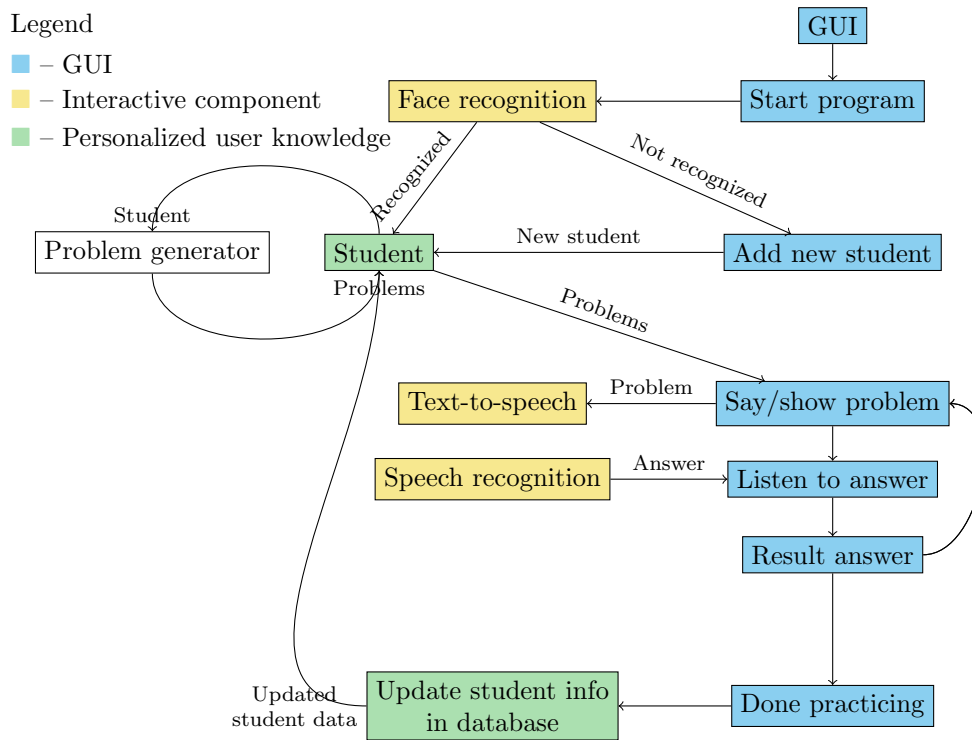 Legend
– GUI
– Interactive component
– Personalized user knowledge
GUI
Start program
Face recognition
Recognized
Not recognized
Student
Problem generator
Student
New student
Add new student
Problems
Problems
Text-to-speech
Problem
Say/show problem
Speech recognition
Answer
Listen to answer
Result answer
Updated
student data
Update student info
in database
Done practicing